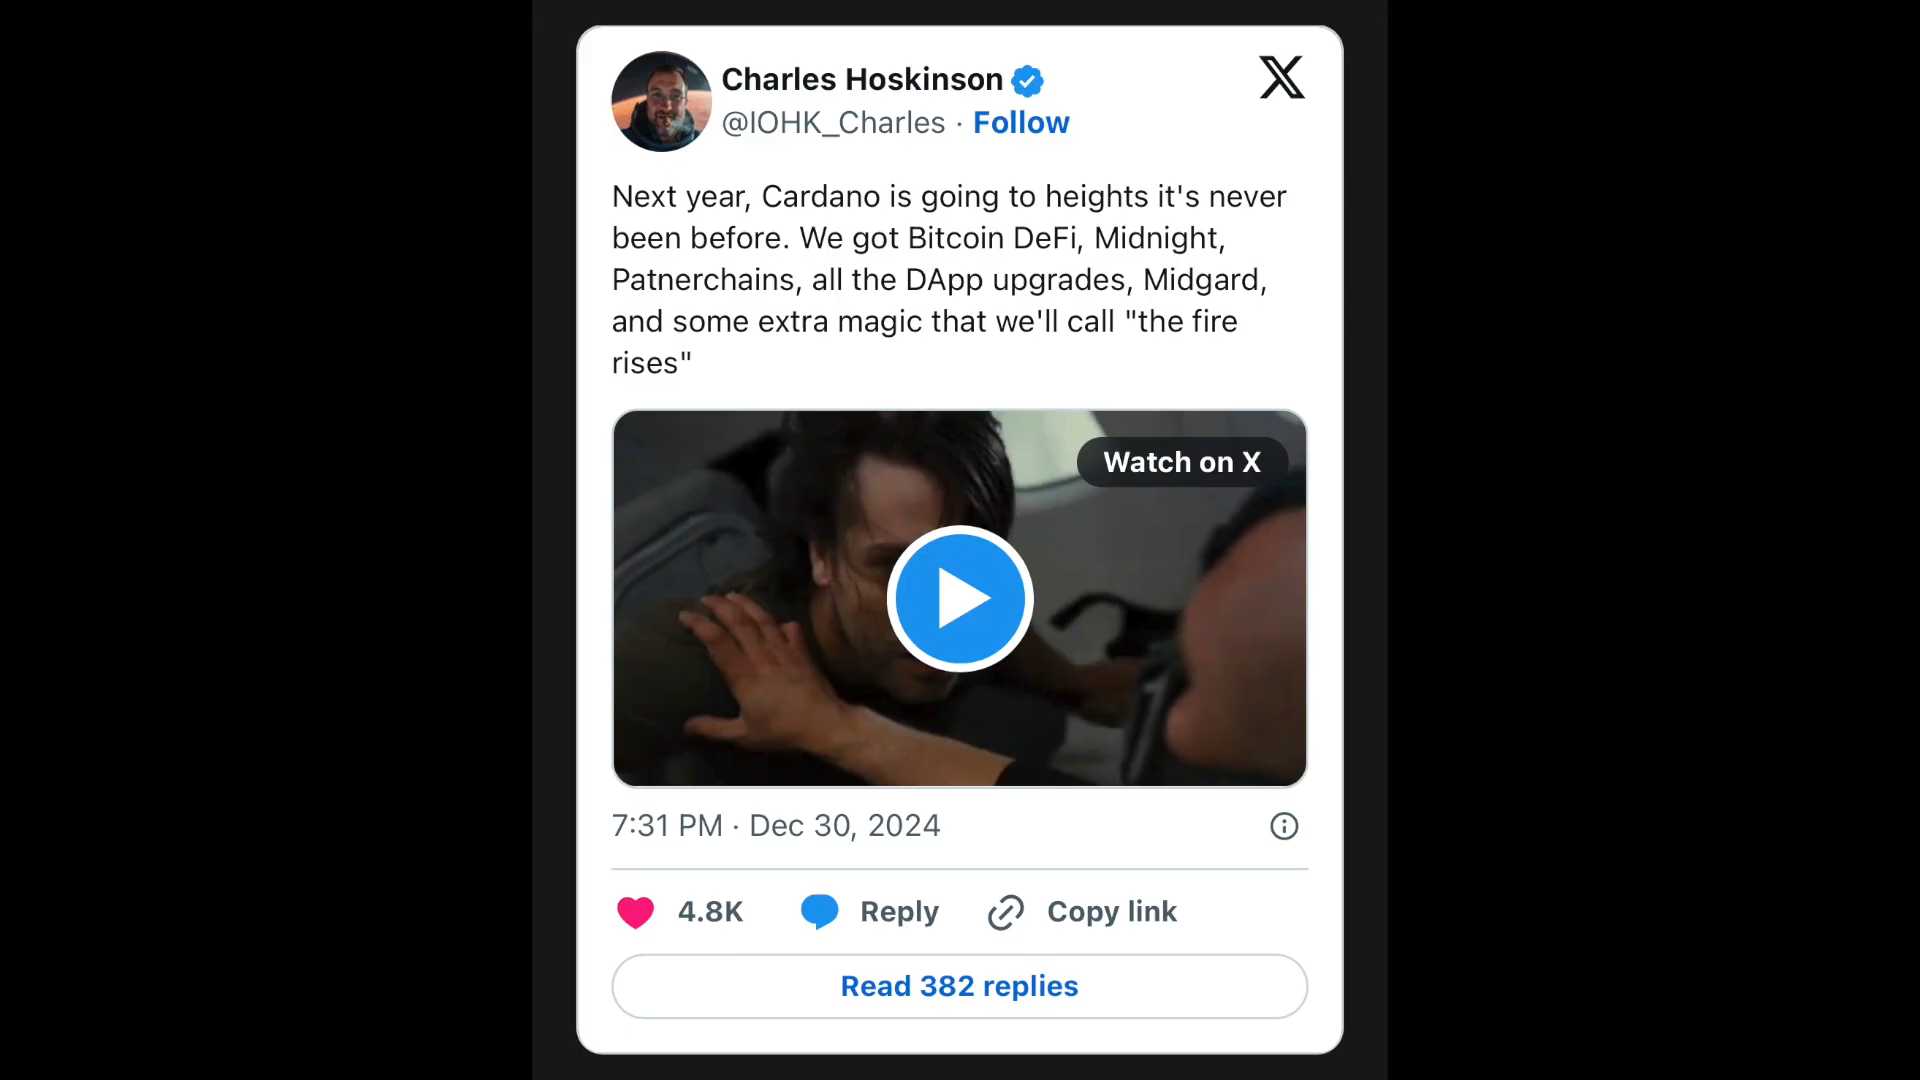 Charles Hoskinson
@IOHK_Charles · Follow
Next year, Cardano is going to heights it's never
been before. We got Bitcoin DeFi, Midnight,
Patnerchains, all the DApp upgrades, Midgard,
and some extra magic that we'll call "the fire
rises"
Watch on X
7:31 PM · Dec 30, 2024
4.8K Reply Copy link
Read 382 replies